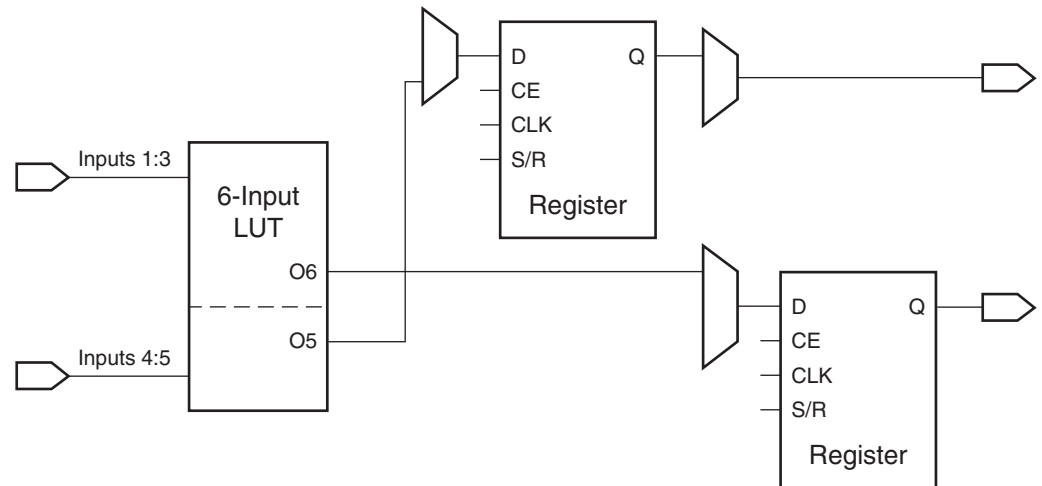 D Q
CE
CLK
S/R
Register
Inputs 1:3
6-Input
LUT
O6
O5
Inputs 4:5
D Q
CE
CLK
S/R
Register